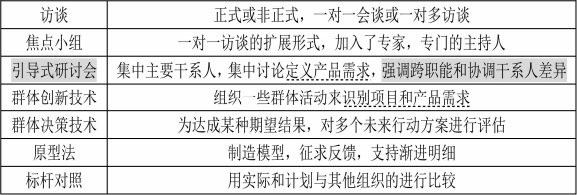 访谈 正式或非正式，一对一会谈或一对多访谈
焦点小组 一对一访谈的扩展形式，加入了专家，专门的主持人
引导式研讨会 集中主要干系人，集中讨论定义产品需求，强调跨职能和协调干系人差异
群体创新技术 组织一些群体活动来识别项目和产品需求
群体决策技术 为达成某种期望结果，对多个未来行动方案进行评估
原型法 制造模型，征求反馈，支持渐进明细
标杆对照 用实际和计划与其他组织的进行比较